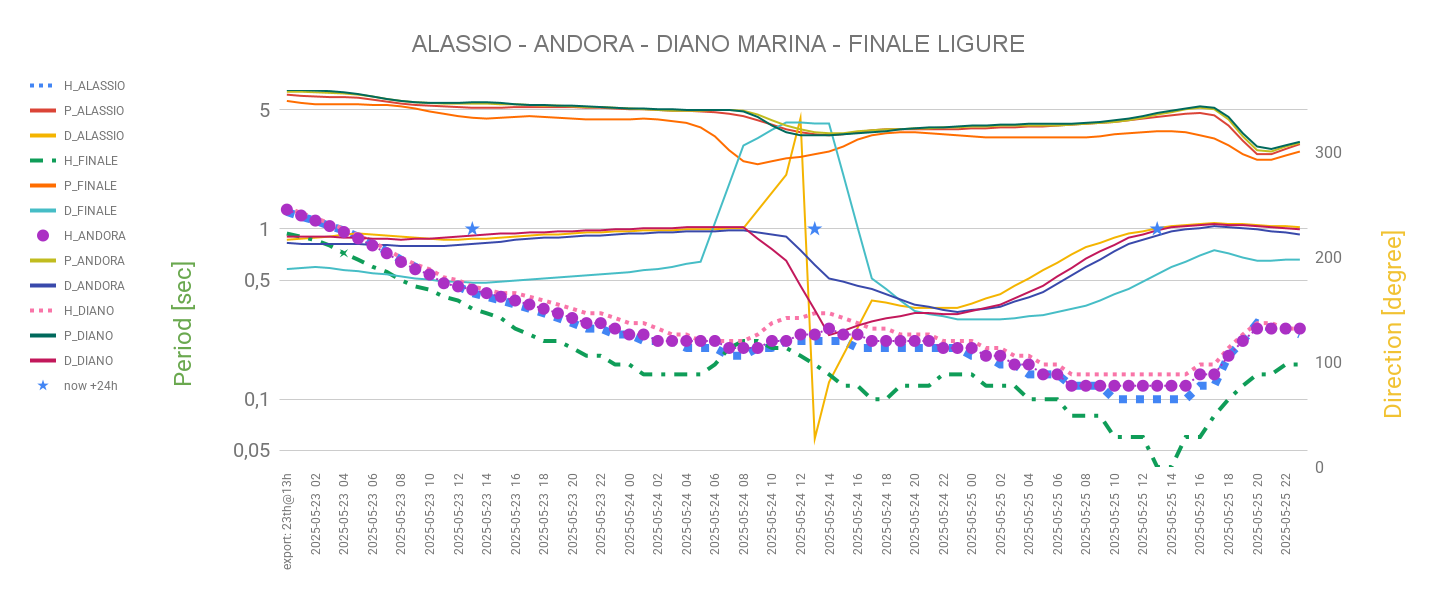 ALASSIO - ANDORA - DIANO MARINA - FINALE LIGURE
H_ALASSIO
P_ALASSIO
D_ALASSIO
H_FINALE
P_FINALE
D_FINALE
H_ANDORA
P_ANDORA
D_ANDORA
H_DIANO
P_DIANO
D_DIANO
now +24h
Period [sec]
5
1
0,5
0,1
0,05
300
200
100
0
Direction [degree]
export: 23th@13h
2025-05-23 02
2025-05-23 04
2025-05-23 06
2025-05-23 08
2025-05-23 10
2025-05-23 12
2025-05-23 14
2025-05-23 16
2025-05-23 18
2025-05-23 20
2025-05-23 22
2025-05-24 00
2025-05-24 02
2025-05-24 04
2025-05-24 06
2025-05-24 08
2025-05-24 10
2025-05-24 12
2025-05-24 14
2025-05-24 16
2025-05-24 18
2025-05-24 20
2025-05-24 22
2025-05-25 00
2025-05-25 02
2025-05-25 04
2025-05-25 06
2025-05-25 08
2025-05-25 10
2025-05-25 12
2025-05-25 14
2025-05-25 16
2025-05-25 18
2025-05-25 20
2025-05-25 22